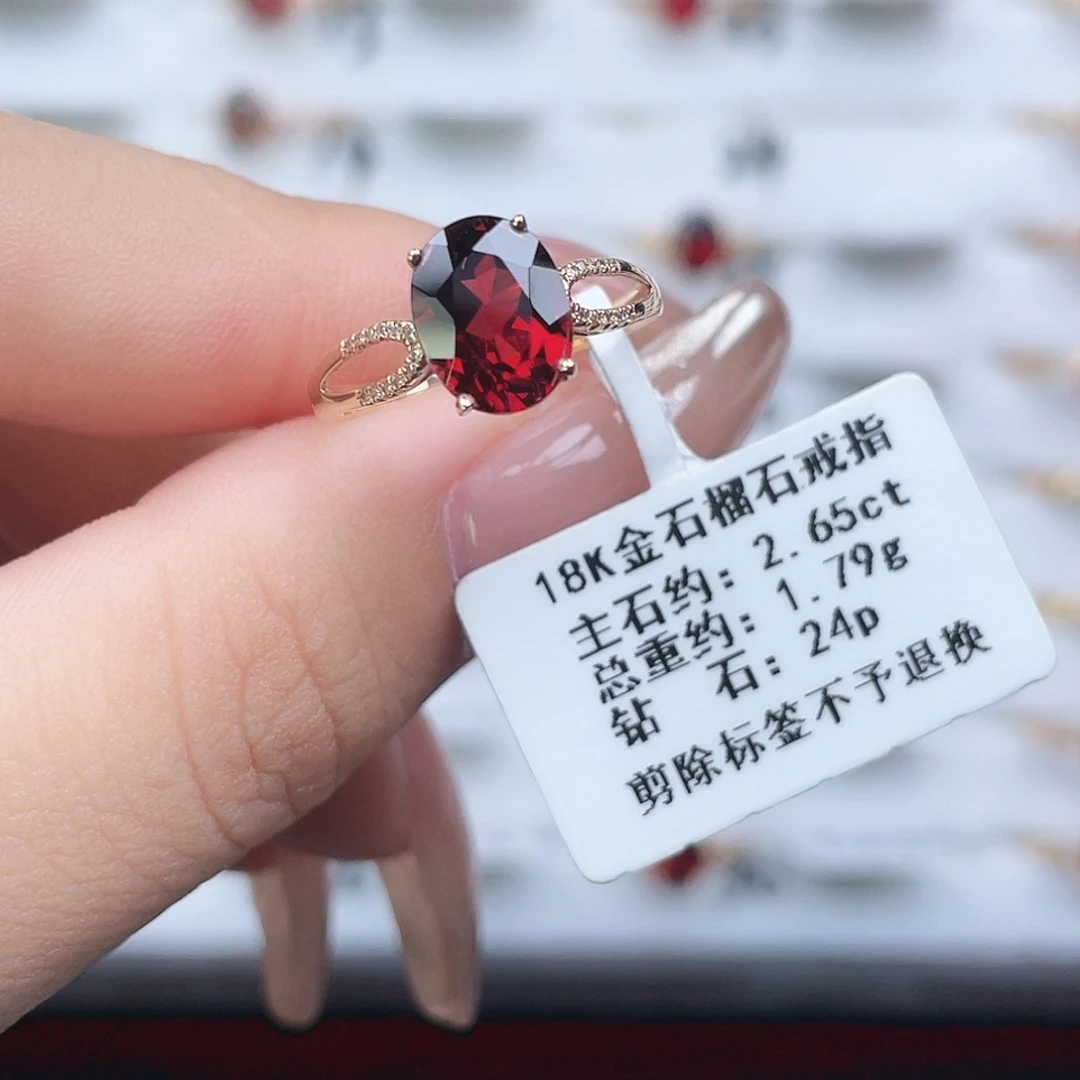 18K金石榴石戒指
主石约: 2.65ct
总重约: 1.79g
钻 石: 24p
剪除标签不予退换